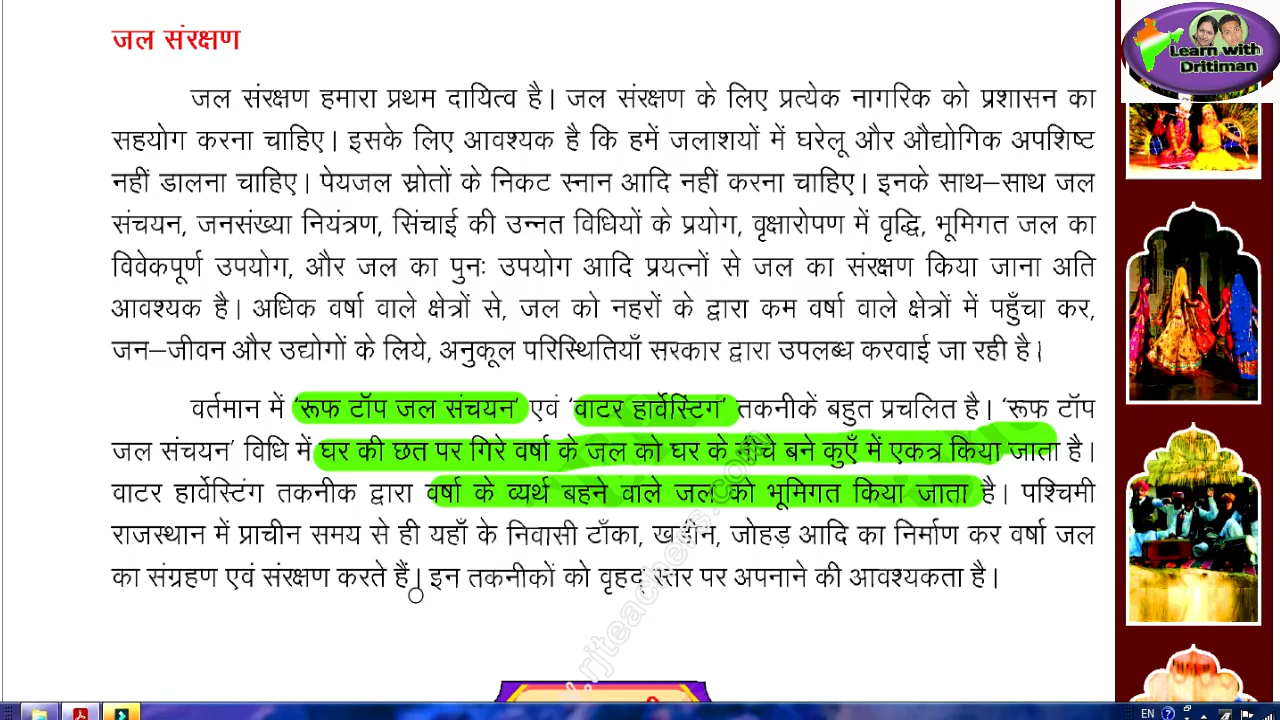 Learn with
Dritiman
जल संरक्षण
जल संरक्षण हमारा प्रथम दायित्व है। जल संरक्षण के लिए प्रत्येक नागरिक को प्रशासन का
सहयोग करना चाहिए। इसके लिए आवश्यक है कि हमें जलाशयों में घरेलू और औद्योगिक अपशिष्ट
नहीं डालना चाहिए। पेयजल स्रोतों के निकट स्नान आदि नहीं करना चाहिए। इनके साथ–साथ जल
संचयन, जनसंख्या नियंत्रण, सिंचाई की उन्नत विधियों के प्रयोग, वृक्षारोपण में वृद्धि, भूमिगत जल का
विवेकपूर्ण उपयोग, और जल का पुनः उपयोग आदि प्रयत्नों से जल का संरक्षण किया जाना अति
आवश्यक है। अधिक वर्षा वाले क्षेत्रों से, जल को नहरों के द्वारा कम वर्षा वाले क्षेत्रों में पहुँचा कर,
जन–जीवन और उद्योगों के लिये, अनुकूल परिस्थितियाँ सरकार द्वारा उपलब्ध करवाई जा रही है।
वर्तमान में 'रूफ टॉप जल संचयन' एवं 'वाटर हार्वेस्टिंग' तकनीकें बहुत प्रचलित है। 'रूफ टॉप
जल संचयन' विधि में घर की छत पर गिरे वर्षा के जल को घर के नीचे बने कुएँ में एकत्र किया जाता है।
वाटर हार्वेस्टिंग तकनीक द्वारा वर्षा के व्यर्थ बहने वाले जल को भूमिगत किया जाता है। पश्चिमी
राजस्थान में प्राचीन समय से ही यहाँ के निवासी टाँका, खडीन, जोहड़ आदि का निर्माण कर वर्षा जल
का संग्रहण एवं संरक्षण करते हैं। इन तकनीकों को वृहद् स्तर पर अपनाने की आवश्यकता है।
EN